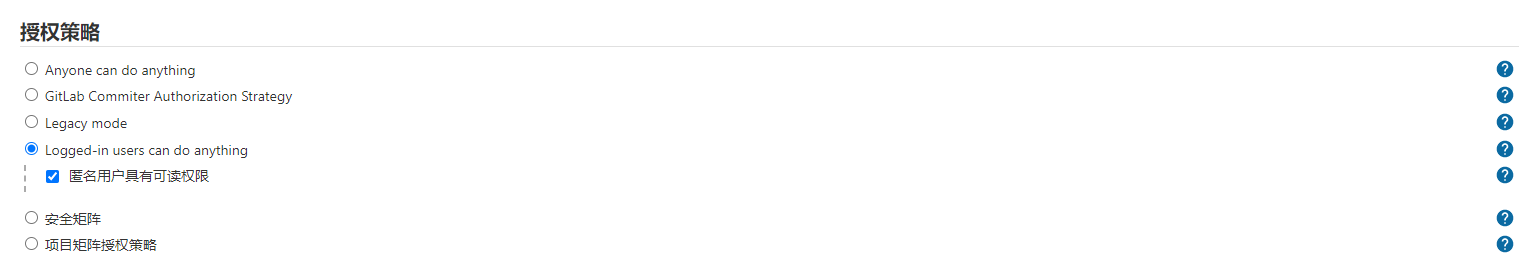 授权策略
Anyone can do anything
GitLab Commiter Authorization Strategy
Legacy mode
Logged-in users can do anything
匿名用户具有可读权限
安全矩阵
项目矩阵授权策略